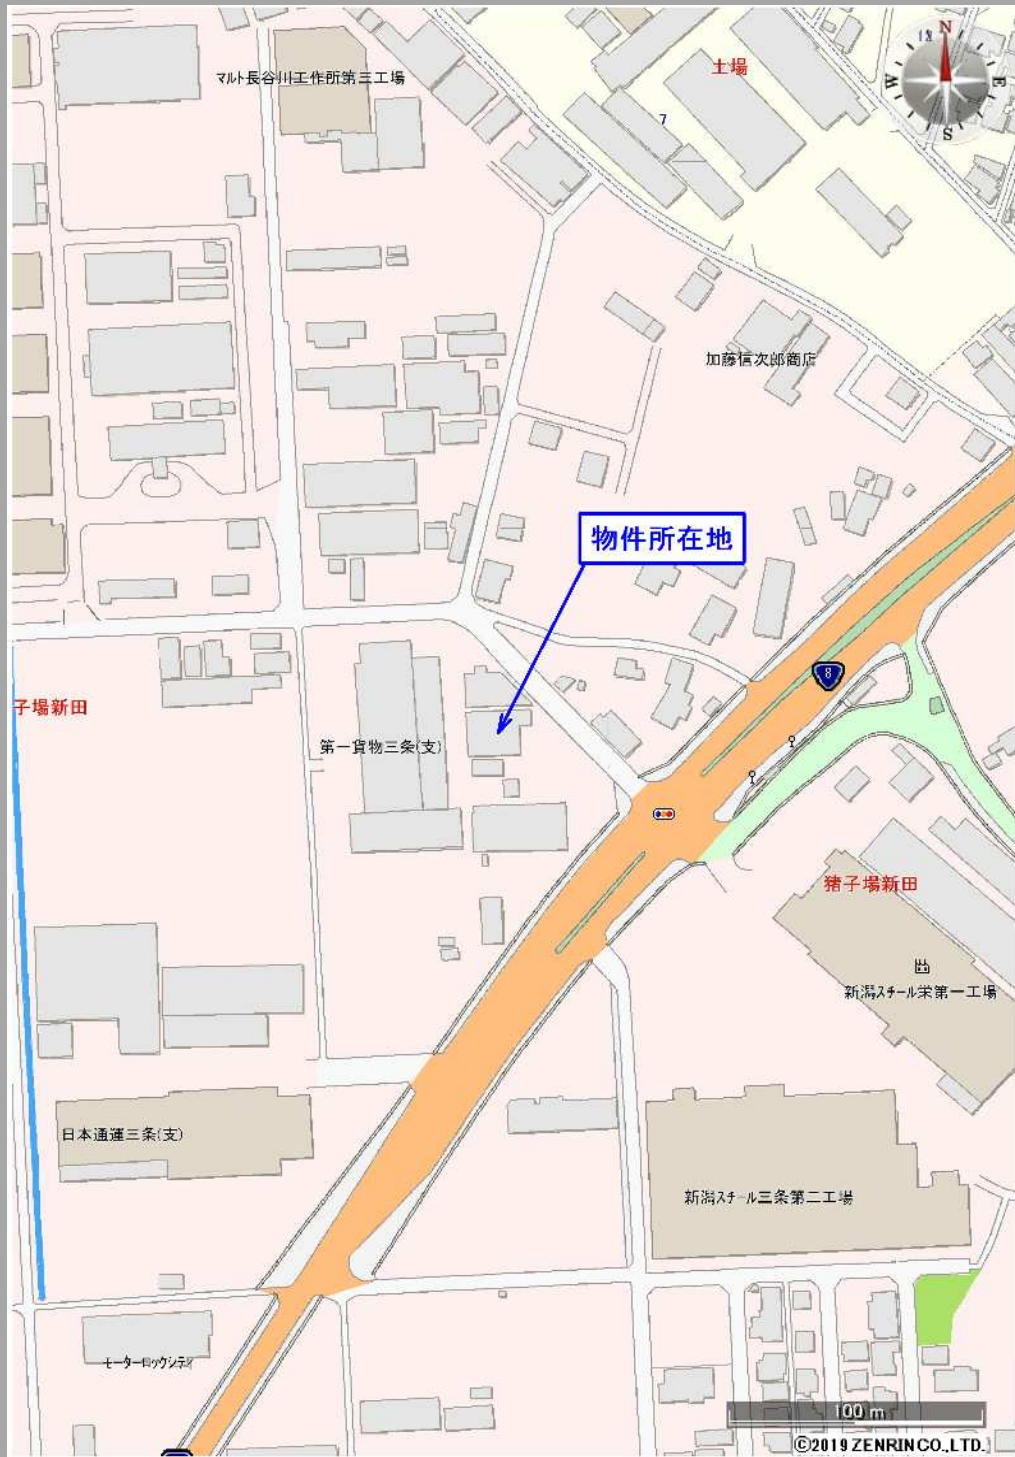 N
W
E
S
マルト長谷川工作所第三工場
土場
7
加藤信次郎商店
物件所在地
8
子場新田
第一貨物三条(支)
猪子場新田
新潟スチール栄第一工場
日本通運三条(支)
新潟スチール三条第二工場
モーターロックシティ
100 m
©2019 ZENRIN CO.,LTD.